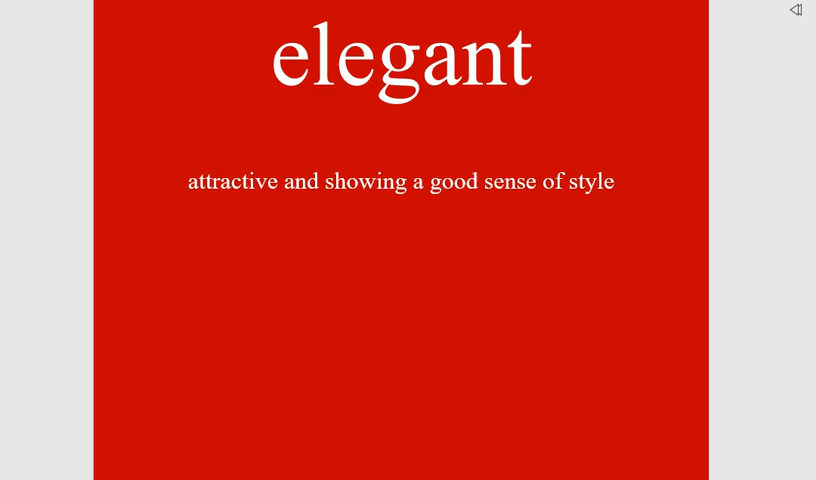 elegant
attractive and showing a good sense of style